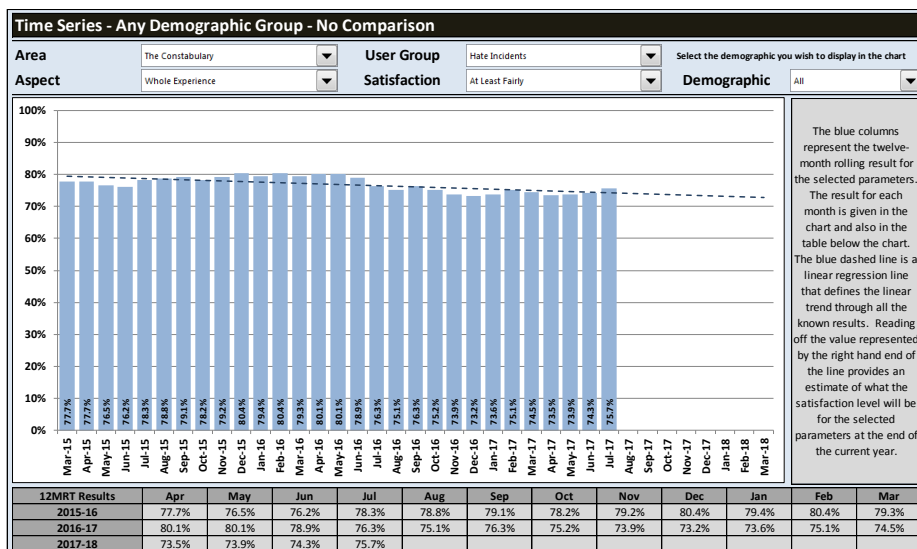 Time Series - Any Demographic Group - No Comparison
Area The Constabulary User Group Hate Incidents Select the demographic you wish to display in the chart
Aspect Whole Experience Satisfaction At Least Fairly Demographic All
100%
90%
80%
70%
60%
50%
40%
30%
20%
10%
0%
77.7% 77.7% 76.5% 76.2% 78.3% 78.8% 79.1% 78.2% 79.2% 80.4% 79.4% 80.4% 79.3% 80.1% 80.1% 78.9% 76.3% 75.1% 76.3% 75.2% 73.9% 73.2% 73.6% 75.1% 74.5% 73.5% 73.9% 74.3% 75.7%
Mar-15 Apr-15 May-15 Jun-15 Jul-15 Aug-15 Sep-15 Oct-15 Nov-15 Dec-15 Jan-16 Feb-16 Mar-16 Apr-16 May-16 Jun-16 Jul-16 Aug-16 Sep-16 Oct-16 Nov-16 Dec-16 Jan-17 Feb-17 Mar-17 Apr-17 May-17 Jun-17 Jul-17 Aug-17 Sep-17 Oct-17 Nov-17 Dec-17 Jan-18 Feb-18 Mar-18
The blue columns
represent the twelve-
month rolling result for
the selected parameters.
The result for each
month is given in the
chart and also in the
table below the chart.
The blue dashed line is a
linear regression line
that defines the linear
trend through all the
known results. Reading
off the value represented
by the right hand end of
the line provides an
estimate of what the
satisfaction level will be
for the selected
parameters at the end of
the current year.
12MRT Results Apr May Jun Jul Aug Sep Oct Nov Dec Jan Feb Mar
2015-16 77.7% 76.5% 76.2% 78.3% 78.8% 79.1% 78.2% 79.2% 80.4% 79.4% 80.4% 79.3%
2016-17 80.1% 80.1% 78.9% 76.3% 75.1% 76.3% 75.2% 73.9% 73.2% 73.6% 75.1% 74.5%
2017-18 73.5% 73.9% 74.3% 75.7%